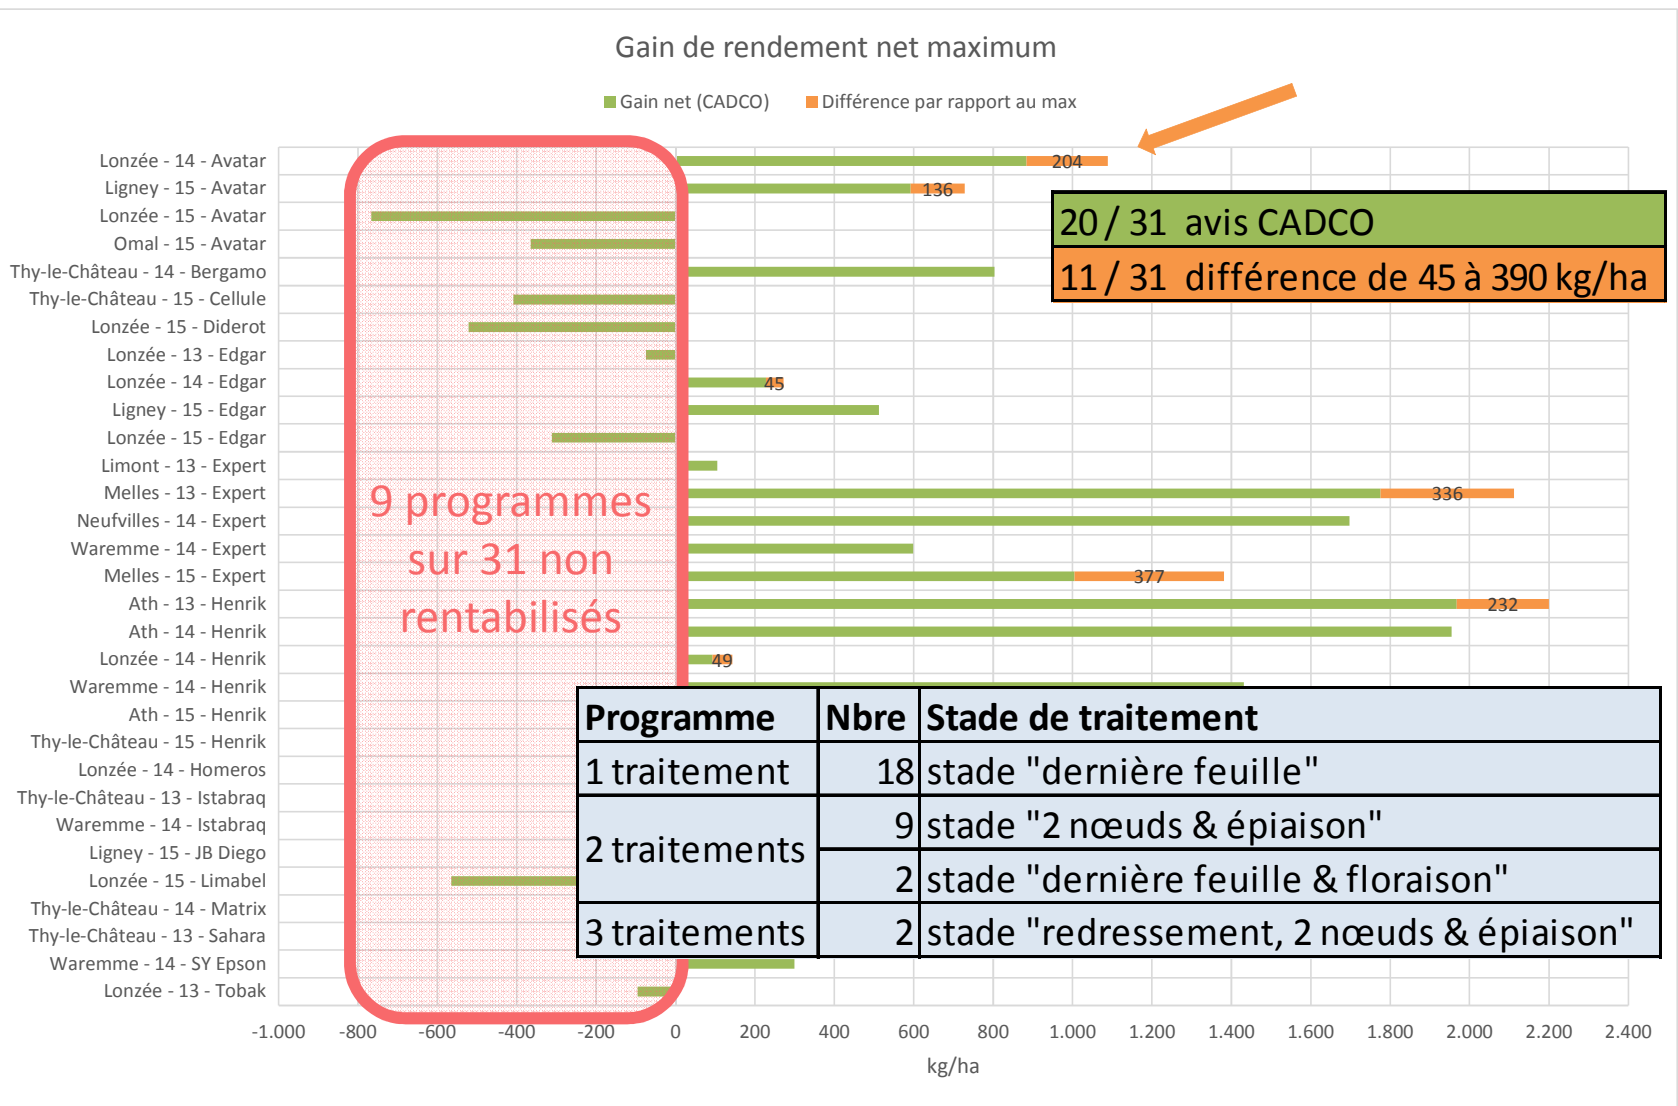 Gain de rendement net maximum
Gain net (CADCO) Différence par rapport au max
Lonzée - 14 - Avatar 204
Ligney - 15 - Avatar 136
Lonzée - 15 - Avatar
Omal - 15 - Avatar
Thy-le-Château - 14 - Bergamo
Thy-le-Château - 15 - Cellule
Lonzée - 15 - Diderot
Lonzée - 13 - Edgar
Lonzée - 14 - Edgar 45
Ligney - 15 - Edgar
Lonzée - 15 - Edgar
Limont - 13 - Expert
Melles - 13 - Expert 336
Neufvilles - 14 - Expert
Waremme - 14 - Expert
Melles - 15 - Expert 377
Ath - 13 - Henrik 232
Ath - 14 - Henrik
Lonzée - 14 - Henrik 49
Waremme - 14 - Henrik
Ath - 15 - Henrik
Thy-le-Château - 15 - Henrik
Lonzée - 14 - Homeros
Thy-le-Château - 13 - Istabraq
Waremme - 14 - Istabraq
Ligney - 15 - JB Diego
Lonzée - 15 - Limabel
Thy-le-Château - 14 - Matrix
Thy-le-Château - 13 - Sahara
Waremme - 14 - SY Epson
Lonzée - 13 - Tobak
20 / 31 avis CADCO
11 / 31 différence de 45 à 390 kg/ha
9 programmes
sur 31 non
rentabilisés
Programme Nbre Stade de traitement
1 traitement 18 stade "dernière feuille"
2 traitements 9 stade "2 nœuds & épiaison"
2 stade "dernière feuille & floraison"
3 traitements 2 stade "redressement, 2 nœuds & épiaison"
-1.000 -800 -600 -400 -200 0 200 400 600 800 1.000 1.200 1.400 1.600 1.800 2.000 2.200 2.400
kg/ha